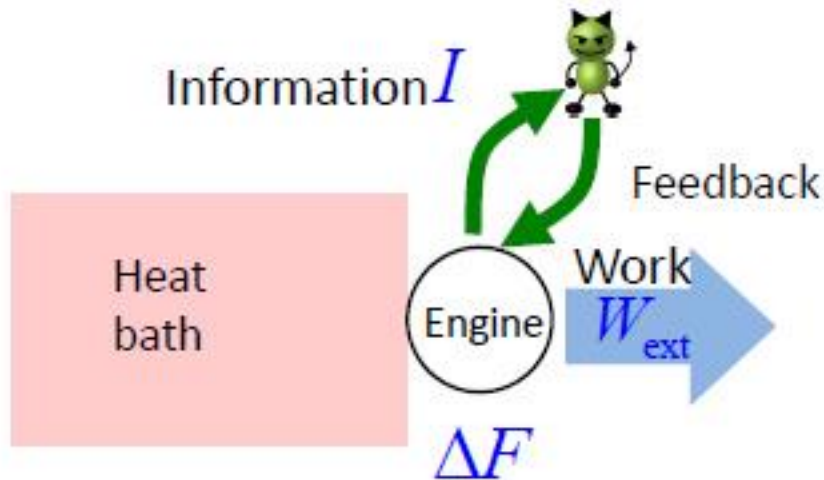 Information I
Feedback
Heat
bath
Engine
Work
W_ext
ΔF